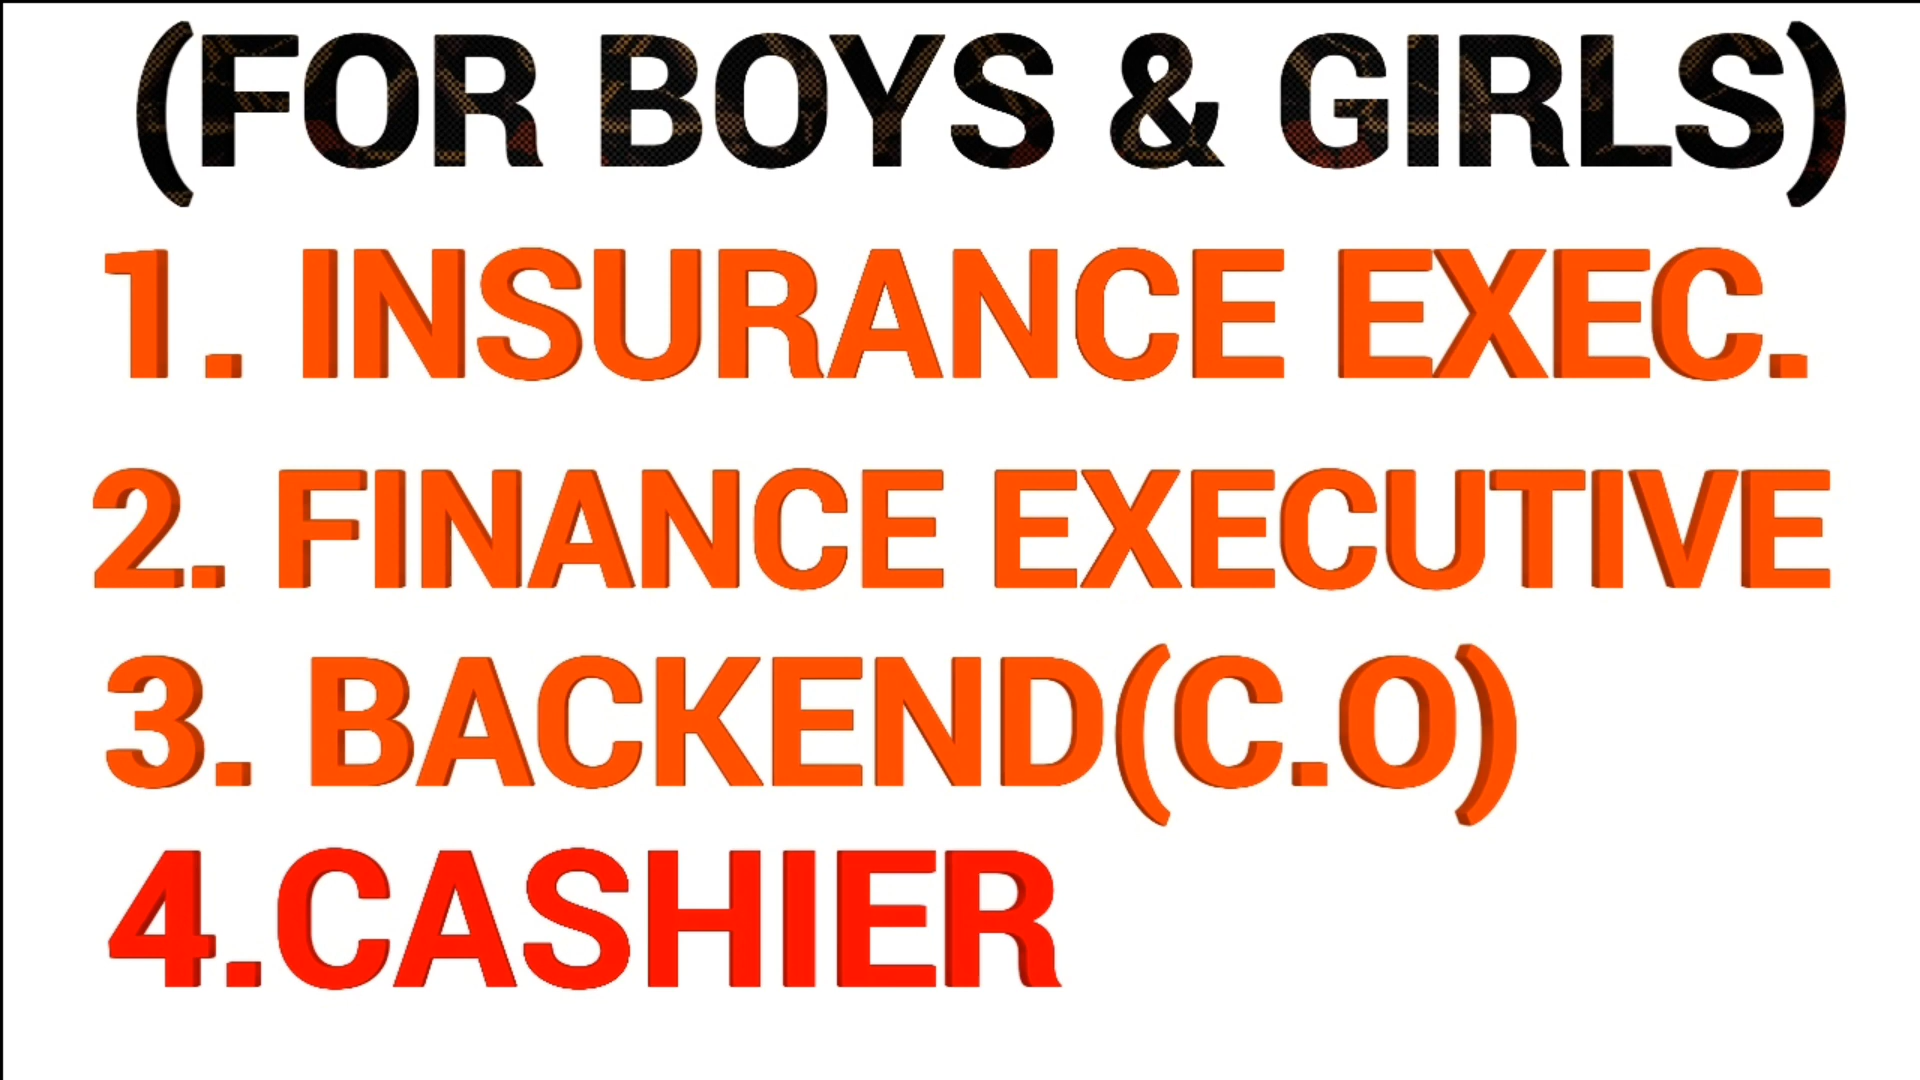 (FOR BOYS & GIRLS)
1. INSURANCE EXEC.
2. FINANCE EXECUTIVE
3. BACKEND(C.O)
4.CASHIER